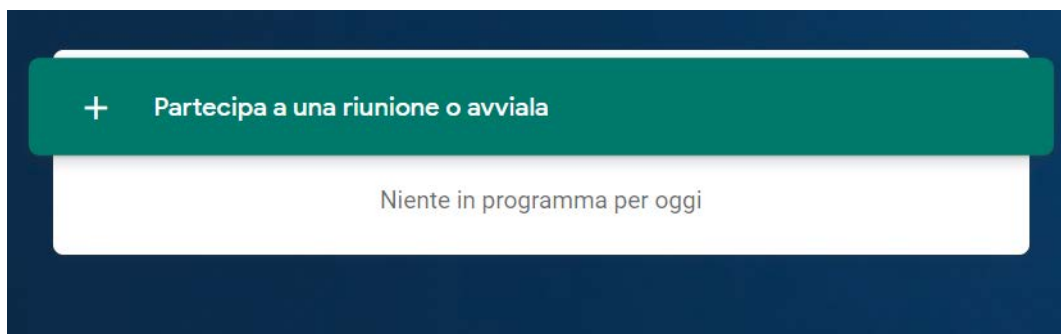 + Partecipa a una riunione o avviala
Niente in programma per oggi